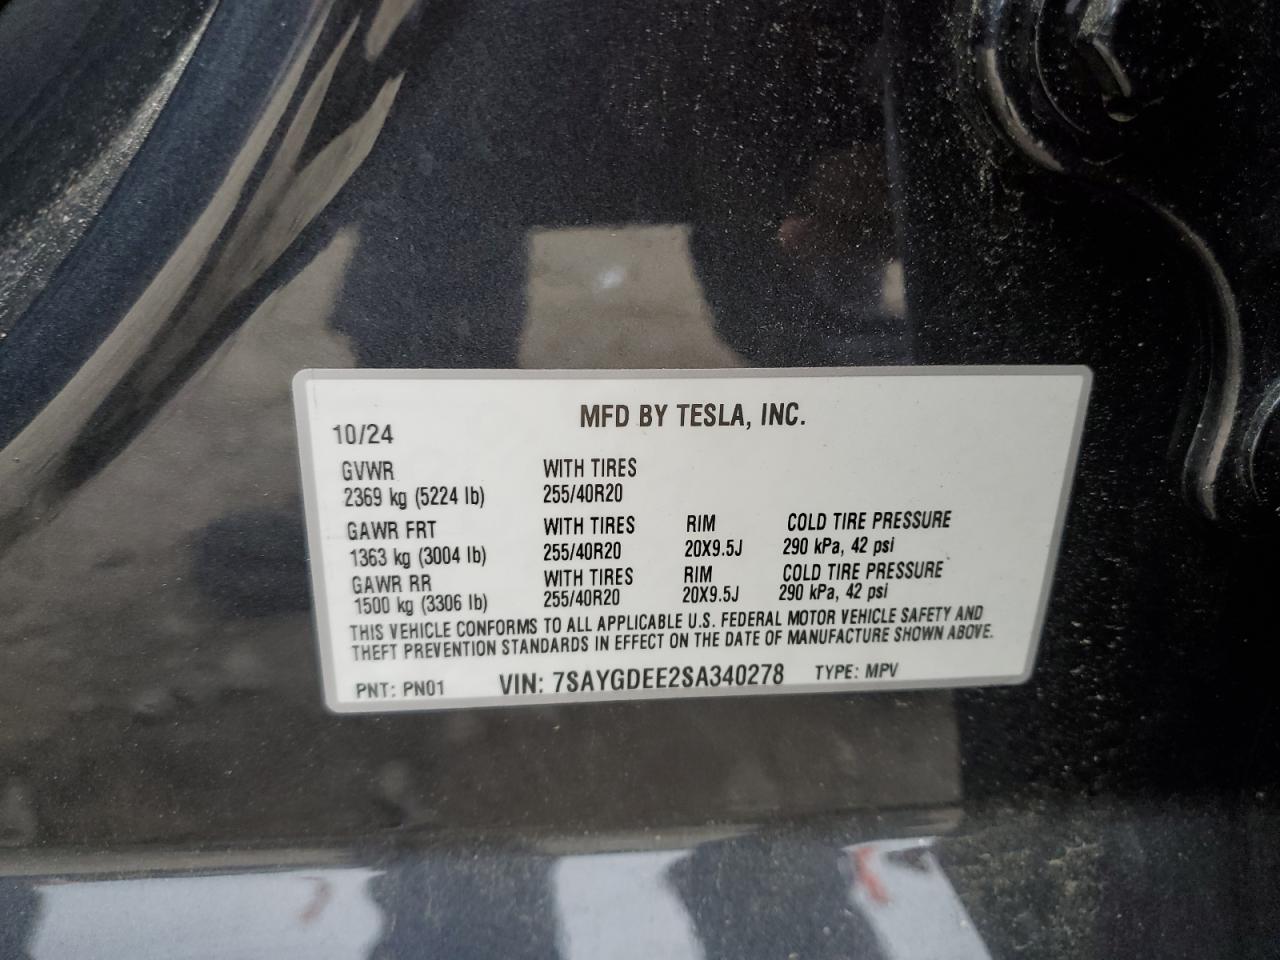 MFD BY TESLA, INC.
10/24
GVWR WITH TIRES
2369 kg (5224 lb) 255/40R20
GAWR FRT WITH TIRES RIM COLD TIRE PRESSURE
1363 kg (3004 lb) 255/40R20 20X9.5J 290 kPa, 42 psi
GAWR RR WITH TIRES RIM COLD TIRE PRESSURE
1500 kg (3306 lb) 255/40R20 20X9.5J 290 kPa, 42 psi
THIS VEHICLE CONFORMS TO ALL APPLICABLE U.S. FEDERAL MOTOR VEHICLE SAFETY AND
THEFT PREVENTION STANDARDS IN EFFECT ON THE DATE OF MANUFACTURE SHOWN ABOVE.
PNT: PN01 VIN: 7SAYGDEE2SA340278 TYPE: MPV